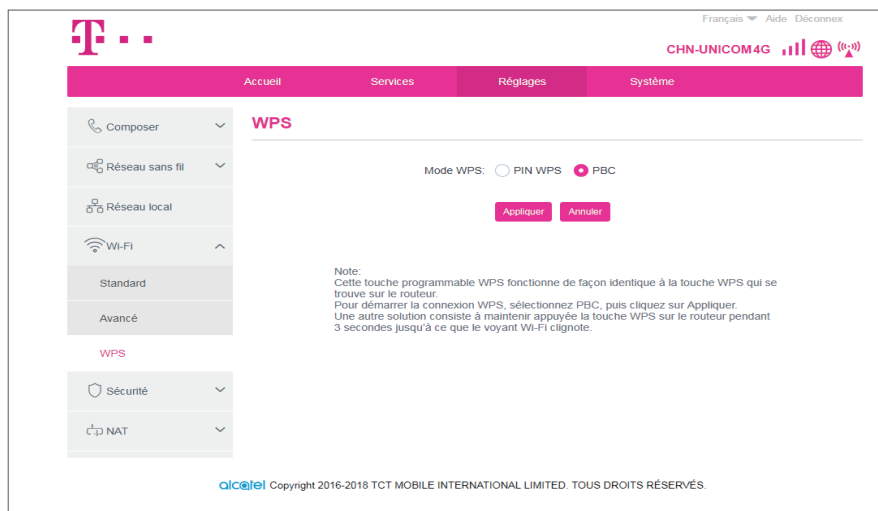 Français Aide Déconnex
T
CHN-UNICOM4G
Accueil Services Réglages Système
Composer
Réseau sans fil
Réseau local
Wi-Fi
Standard
Avancé
WPS
Sécurité
NAT
WPS
Mode WPS: PIN WPS PBC
Appliquer Annuler
Note:
Cette touche programmable WPS fonctionne de façon identique à la touche WPS qui se
trouve sur le routeur.
Pour démarrer la connexion WPS, sélectionnez PBC, puis cliquez sur Appliquer.
Une autre solution consiste à maintenir appuyée la touche WPS sur le routeur pendant
3 secondes jusqu'à ce que le voyant Wi-Fi clignote.
alcatel Copyright 2016-2018 TCT MOBILE INTERNATIONAL LIMITED. TOUS DROITS RÉSERVÉS.